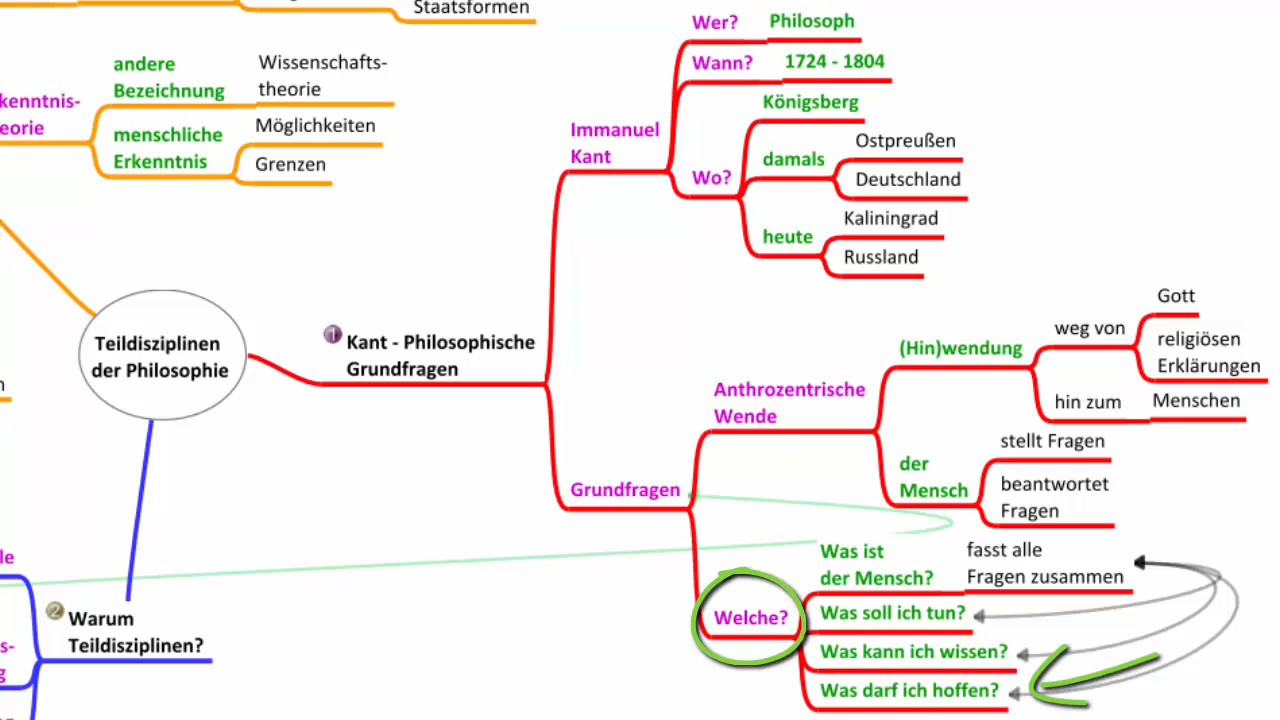 Staatsformen
andere
Bezeichnung
Wissenschafts-
theorie
kenntnis-
eorie
menschliche
Erkenntnis
Möglichkeiten
Grenzen
Teildisziplinen
der Philosophie
1
Kant - Philosophische
Grundfragen
Immanuel
Kant
Wer?
Philosoph
Wann?
1724 - 1804
Wo?
Königsberg
damals
Ostpreußen
Deutschland
heute
Kaliningrad
Russland
Grundfragen
Anthrozentrische
Wende
(Hin)wendung
weg von
Gott
religiösen
Erklärungen
hin zum
Menschen
der
Mensch
stellt Fragen
beantwortet
Fragen
Welche?
Was ist
der Mensch?
fasst alle
Fragen zusammen
Was soll ich tun?
Was kann ich wissen?
Was darf ich hoffen?
2
Warum
Teildisziplinen?
n
le
s-
g